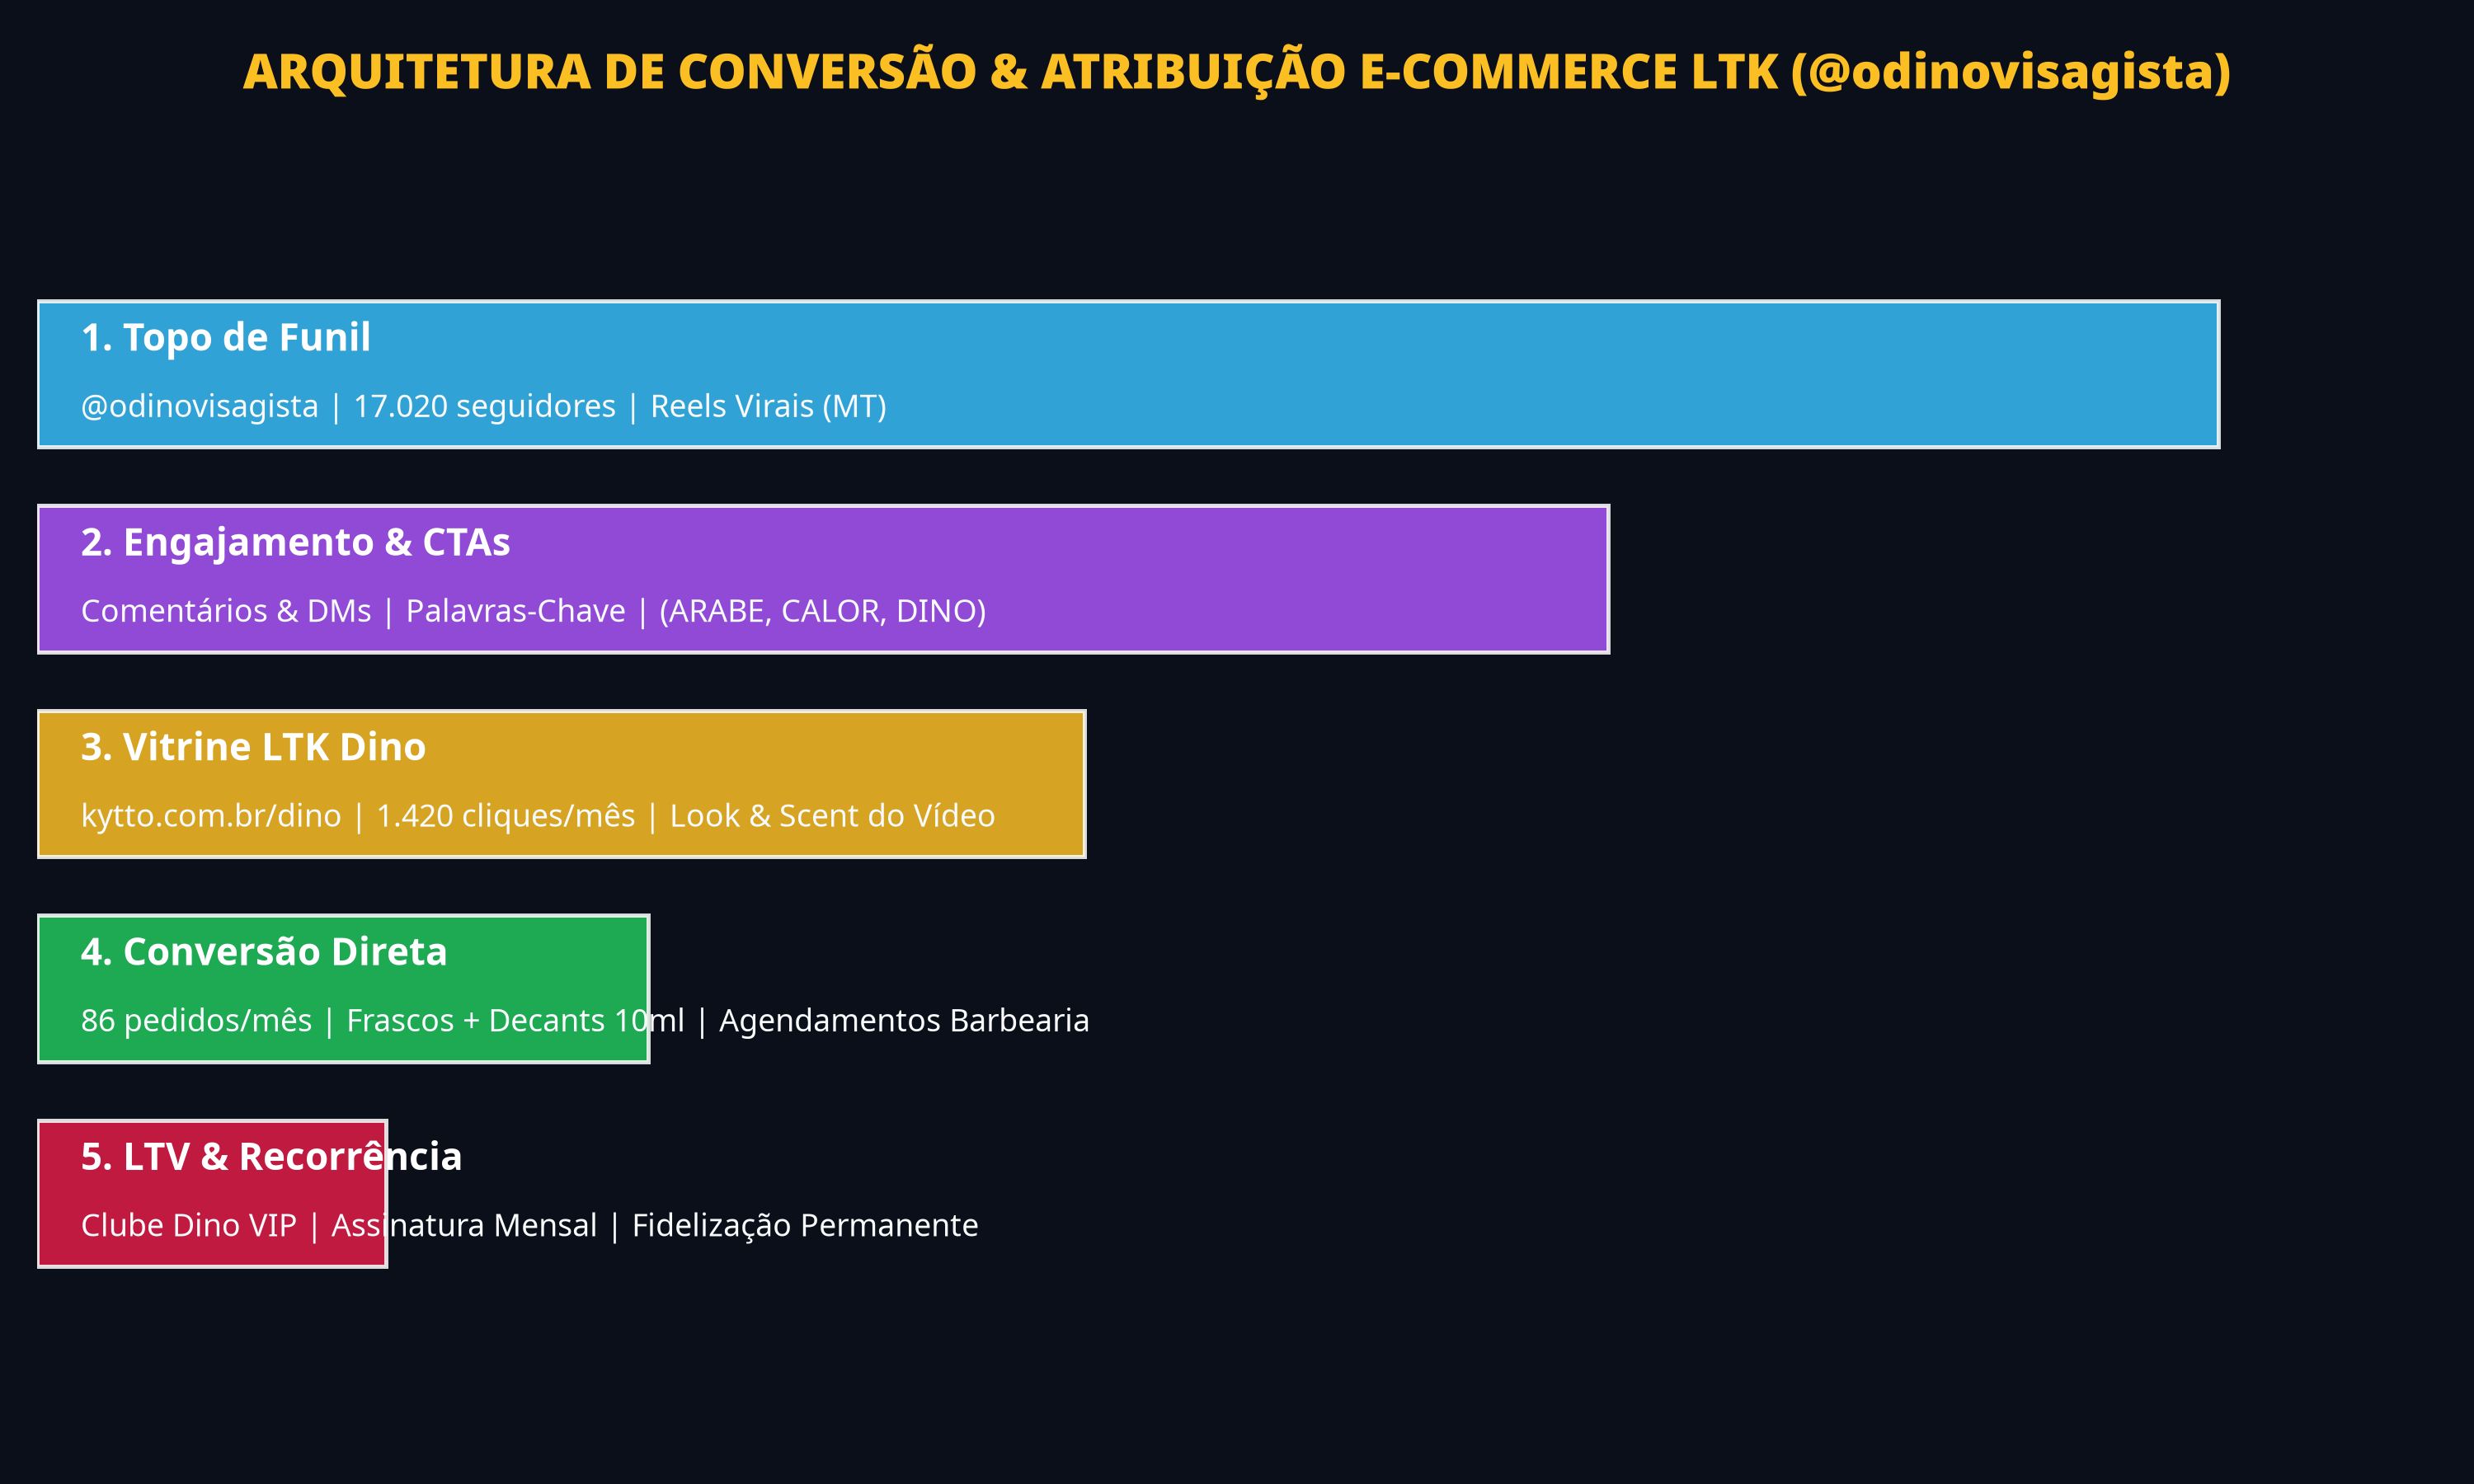 ARQUITETURA DE CONVERSÃO & ATRIBUIÇÃO E-COMMERCE LTK (@odinovisagista)
1. Topo de Funil
@odinovisagista | 17.020 seguidores | Reels Virais (MT)
2. Engajamento & CTAs
Comentários & DMs | Palavras-Chave | (ARABE, CALOR, DINO)
3. Vitrine LTK Dino
kytto.com.br/dino | 1.420 cliques/mês | Look & Scent do Vídeo
4. Conversão Direta
86 pedidos/mês | Frascos + Decants 10ml | Agendamentos Barbearia
5. LTV & Recorrência
Clube Dino VIP | Assinatura Mensal | Fidelização Permanente